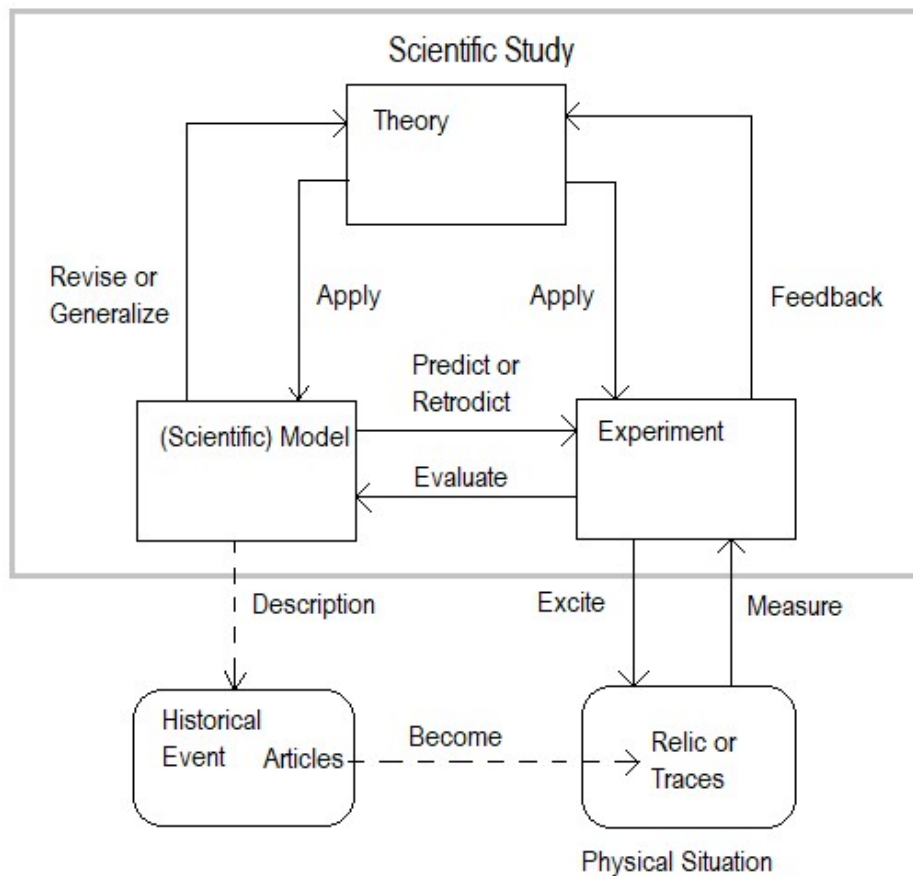 Scientific Study
Theory
Revise or
Generalize
Apply
Apply
Feedback
Predict or
Retrodict
(Scientific) Model
Experiment
Evaluate
Description
Excite
Measure
Historical
Event
Articles
Become
Relic or
Traces
Physical Situation